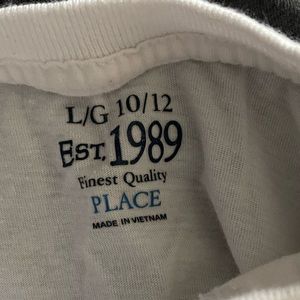 L/G 10/12
EST. 1989
Finest Quality
PLACE
MADE IN VIETNAM